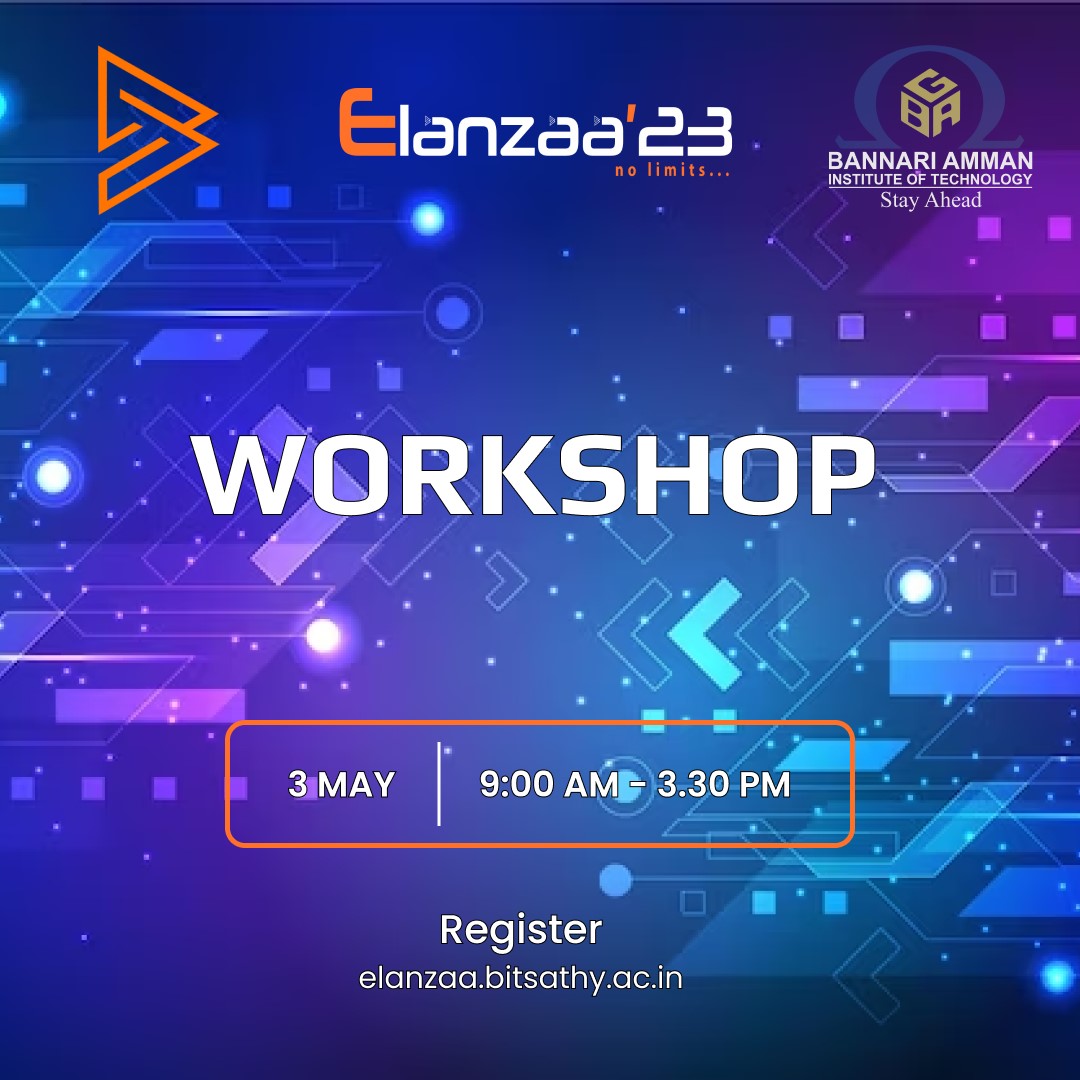 Elanzaa'23
no limits...
GBA
BANNARI AMMAN
INSTITUTE OF TECHNOLOGY
Stay Ahead
WORKSHOP
3 MAY
9:00 AM - 3.30 PM
Register
elanzaa.bitsathy.ac.in